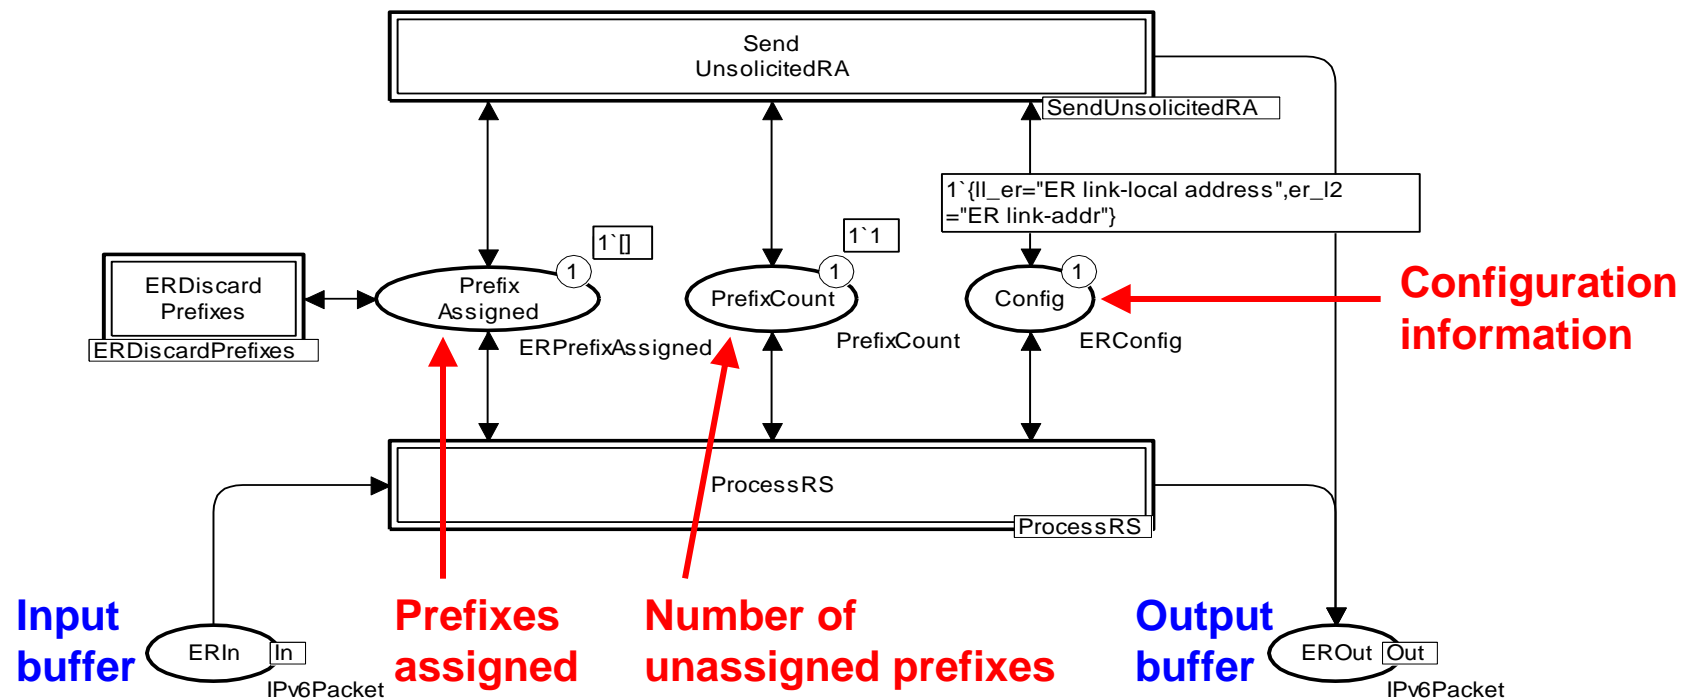 Send
UnsolicitedRA
SendUnsolicitedRA
1`{ll_er="ER link-local address",er_l2
="ER link-addr"}
1`[]
1`1
1
1
1
ERDiscard
Prefixes
ERDiscardPrefixes
Prefix
Assigned
ERPrefixAssigned
PrefixCount
PrefixCount
Config
ERConfig
Configuration
information
ProcessRS
ProcessRS
Input
buffer
ERIn
In
IPv6Packet
Prefixes
assigned
Number of
unassigned prefixes
Output
buffer
EROut
Out
IPv6Packet